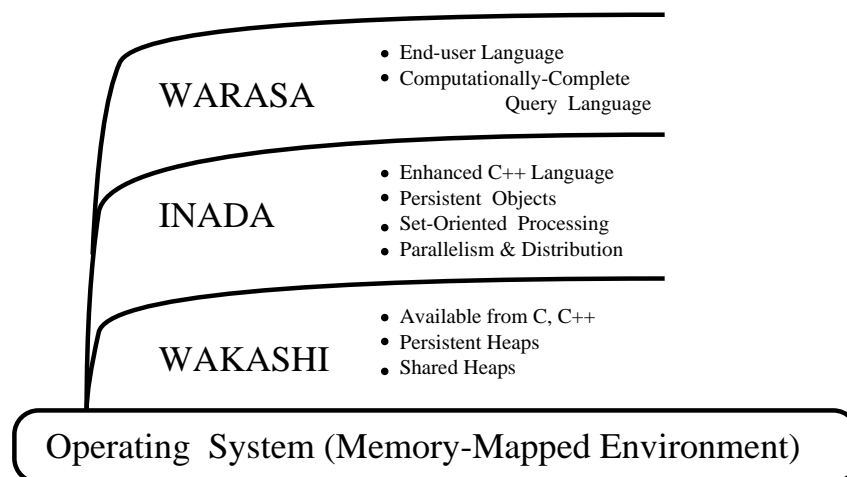 WARASA
• End-user Language
• Computationally-Complete
Query Language
INADA
• Enhanced C++ Language
• Persistent Objects
• Set-Oriented Processing
• Parallelism & Distribution
WAKASHI
• Available from C, C++
• Persistent Heaps
• Shared Heaps
Operating System (Memory-Mapped Environment)